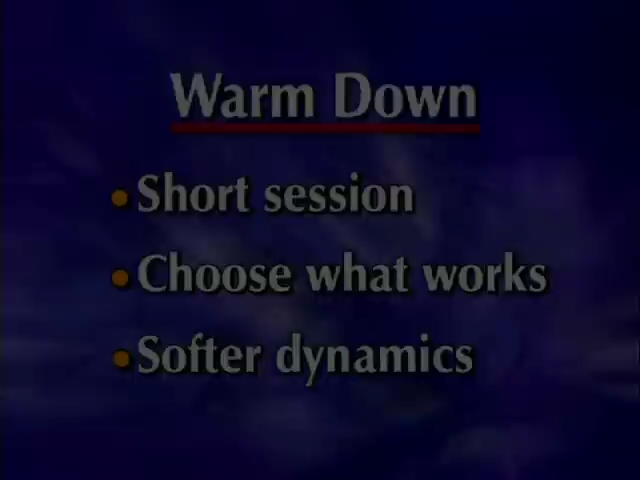 Warm Down
• Short session
• Choose what works
• Softer dynamics